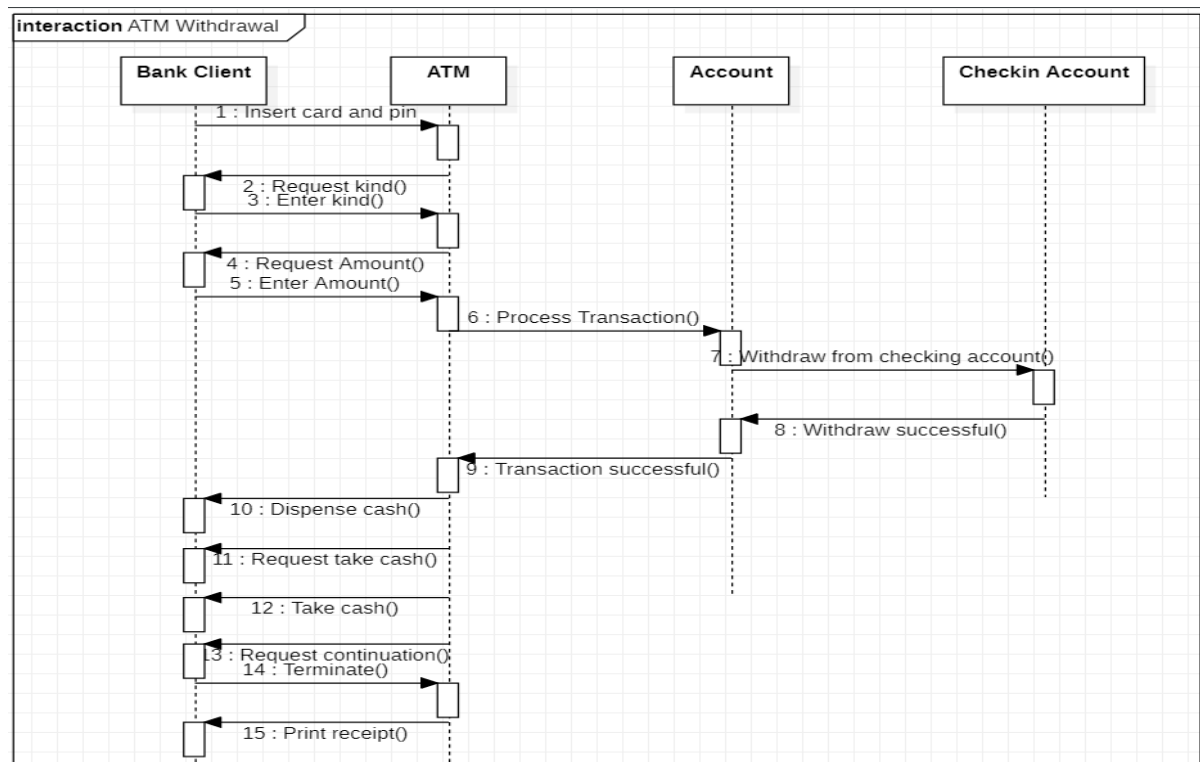 interaction ATM Withdrawal
Bank Client
ATM
Account
Checkin Account
1 : Insert card and pin
2 : Request kind()
3 : Enter kind()
4 : Request Amount()
5 : Enter Amount()
6 : Process Transaction()
7 : Withdraw from checking account()
8 : Withdraw successful()
9 : Transaction successful()
10 : Dispense cash()
11 : Request take cash()
12 : Take cash()
13 : Request continuation()
14 : Terminate()
15 : Print receipt()